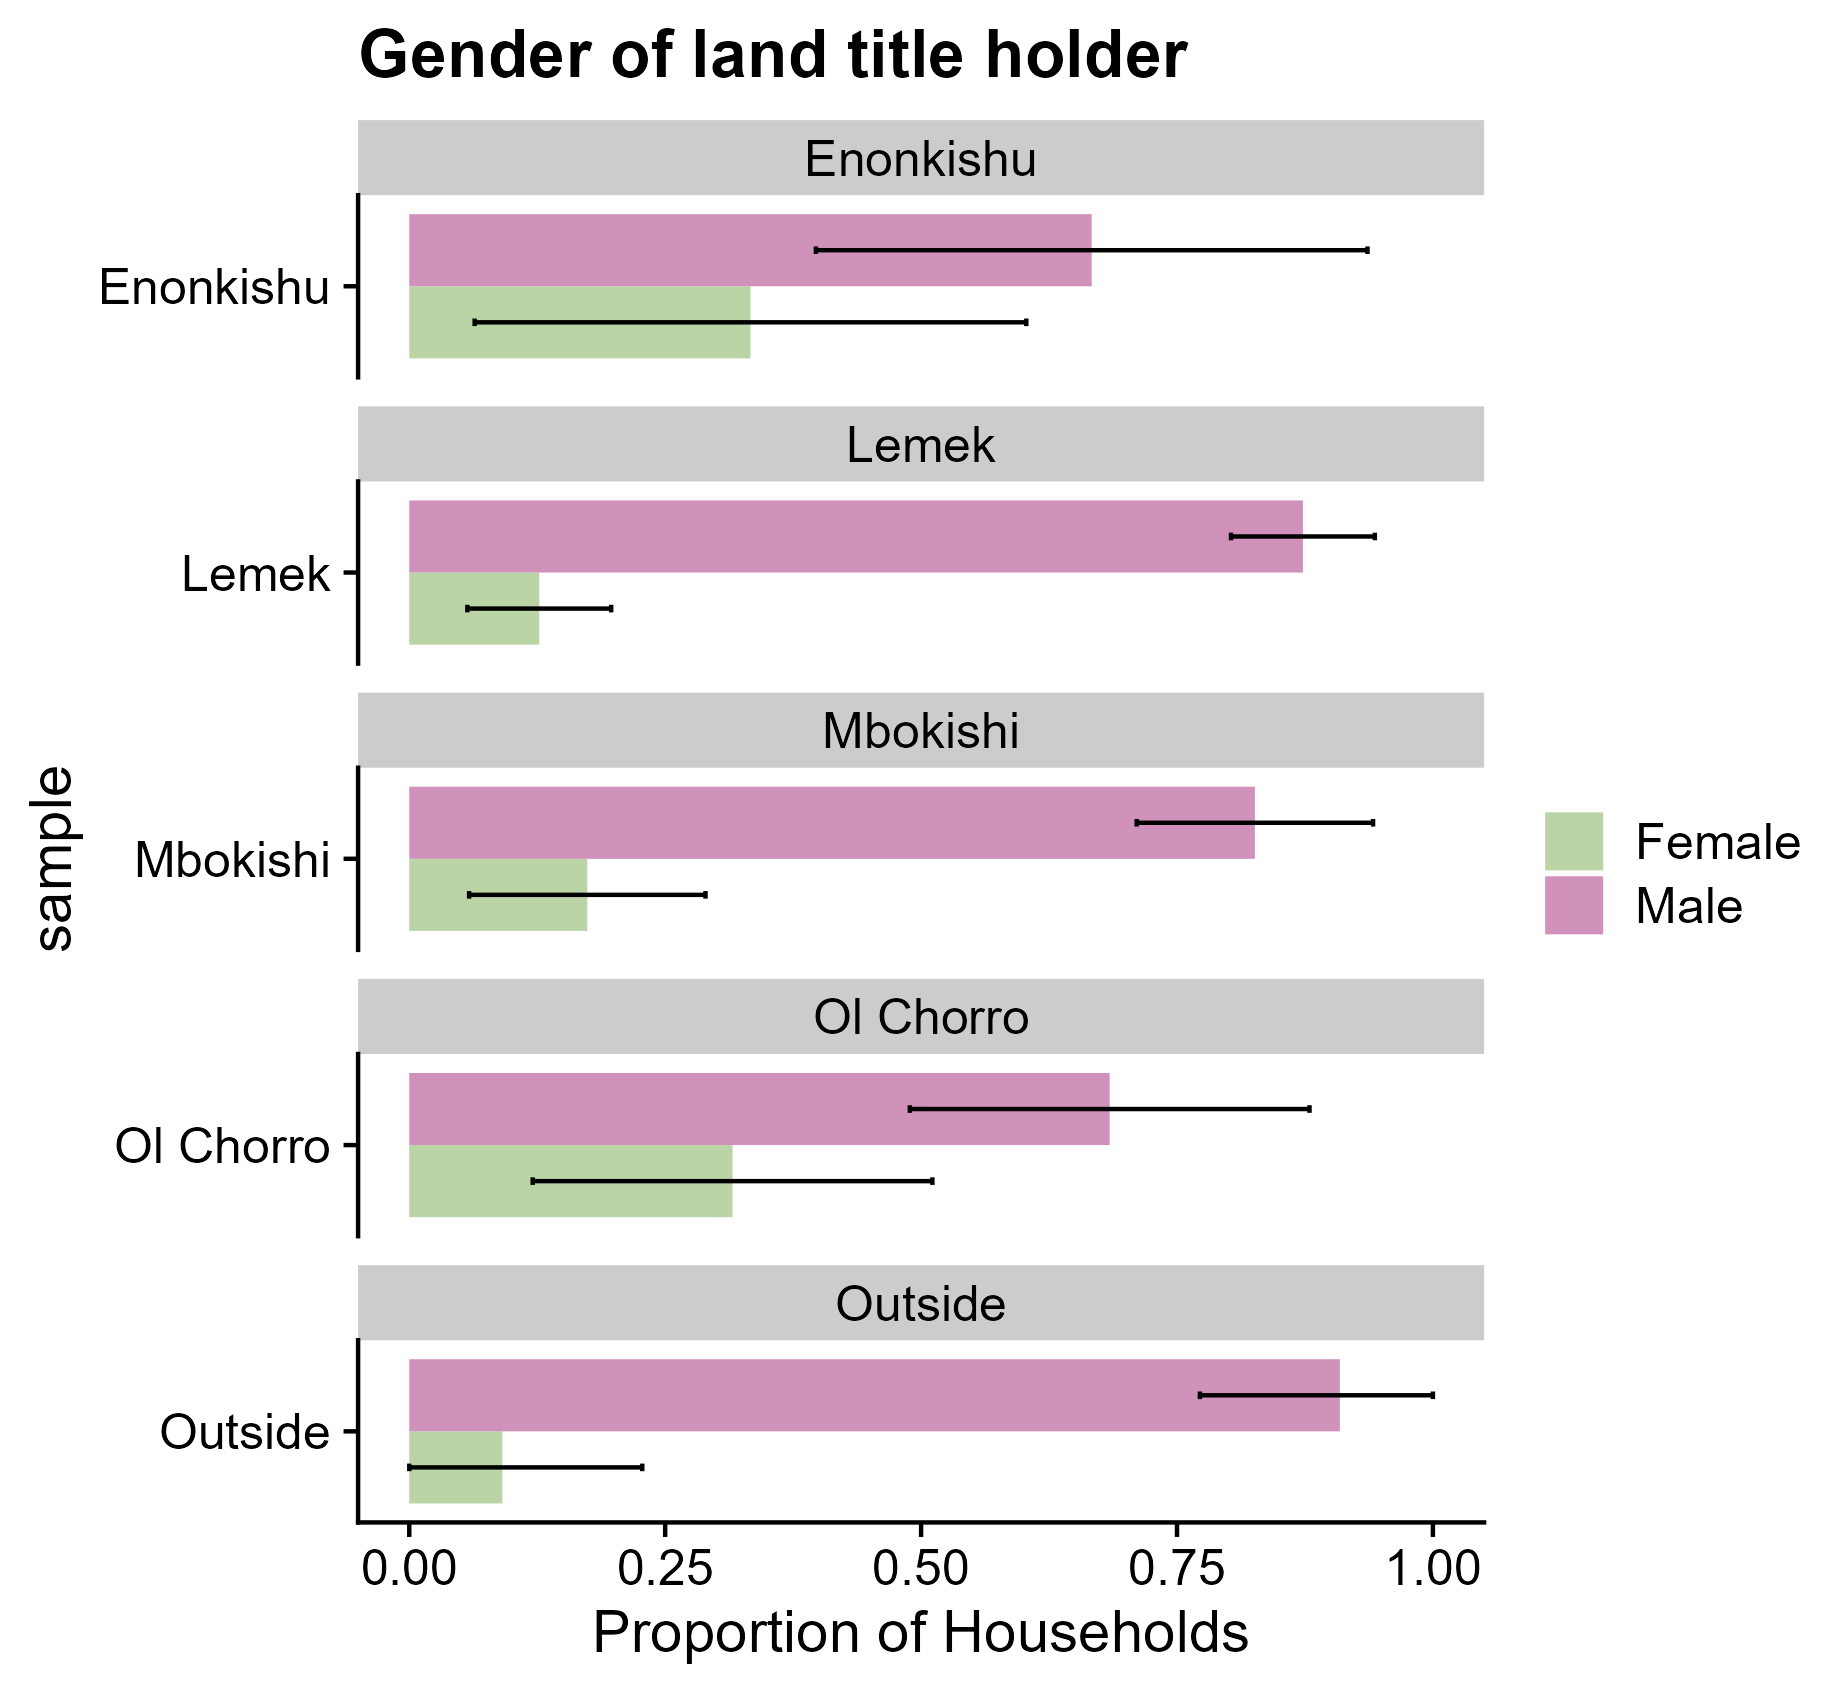 Gender of land title holder
Enonkishu
Enonkishu
Lemek
Lemek
Mbokishi
Mbokishi
Ol Chorro
Ol Chorro
Outside
Outside
0.00 0.25 0.50 0.75 1.00
Proportion of Households
sample
Female
Male